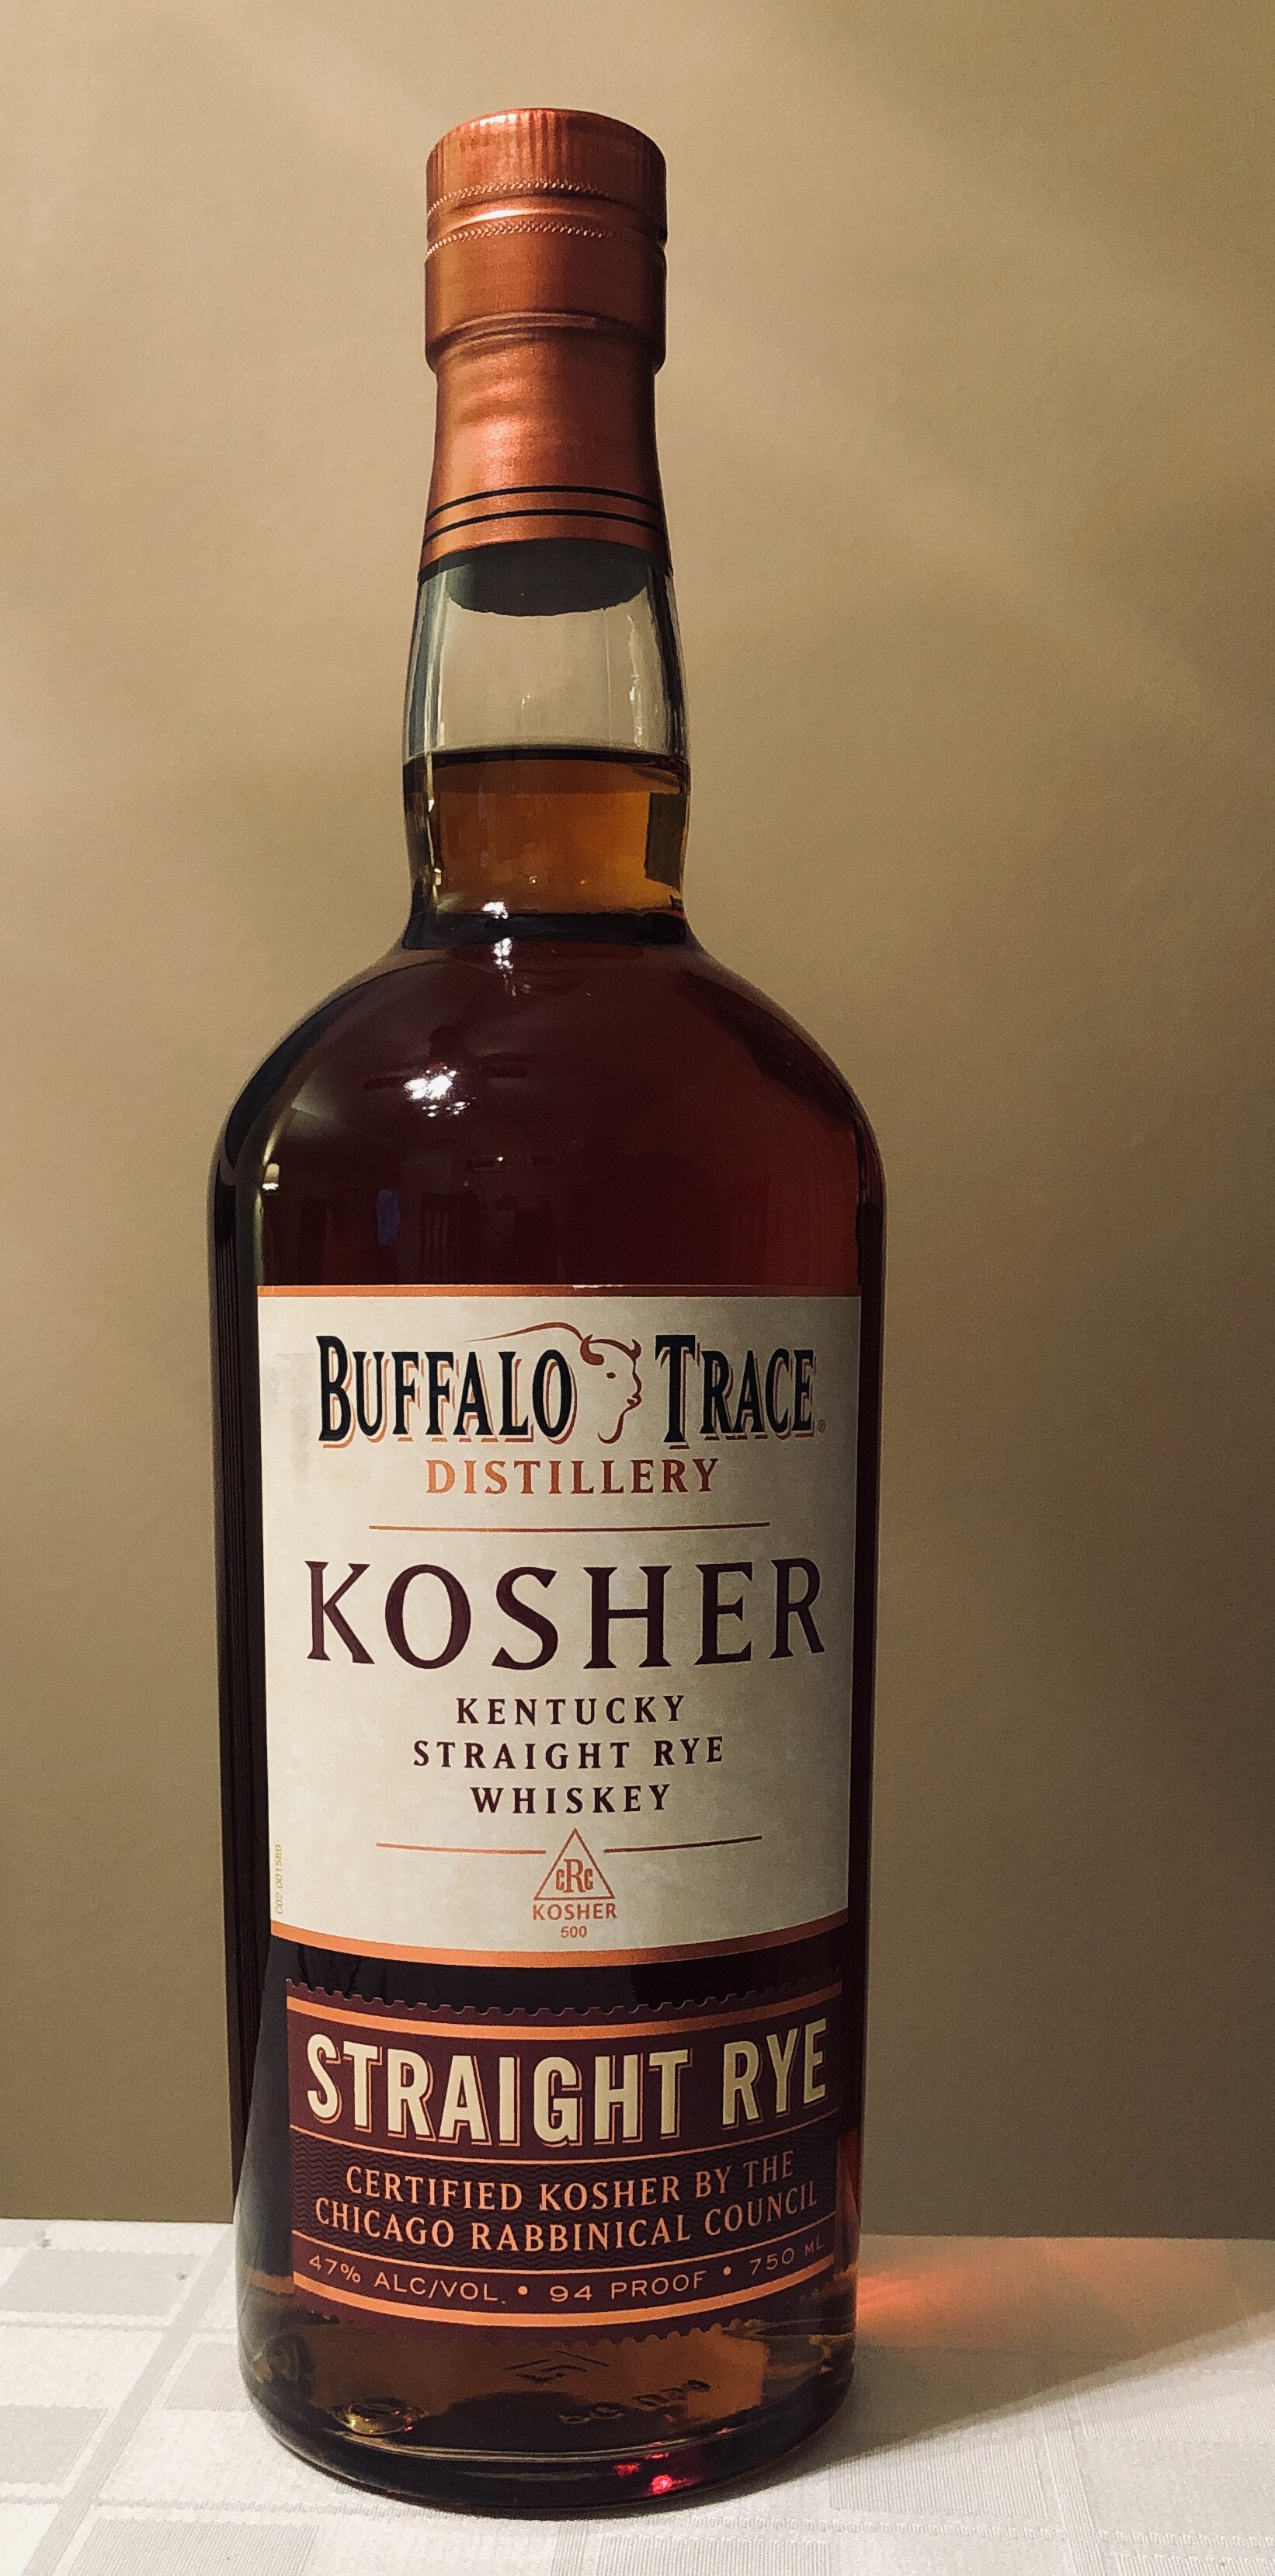 BUFFALO TRACE®
DISTILLERY
KOSHER
KENTUCKY
STRAIGHT RYE
WHISKEY
cRc
KOSHER
500
STRAIGHT RYE
CERTIFIED KOSHER BY THE
CHICAGO RABBINICAL COUNCIL
47% ALC/VOL. • 94 PROOF • 750 ML